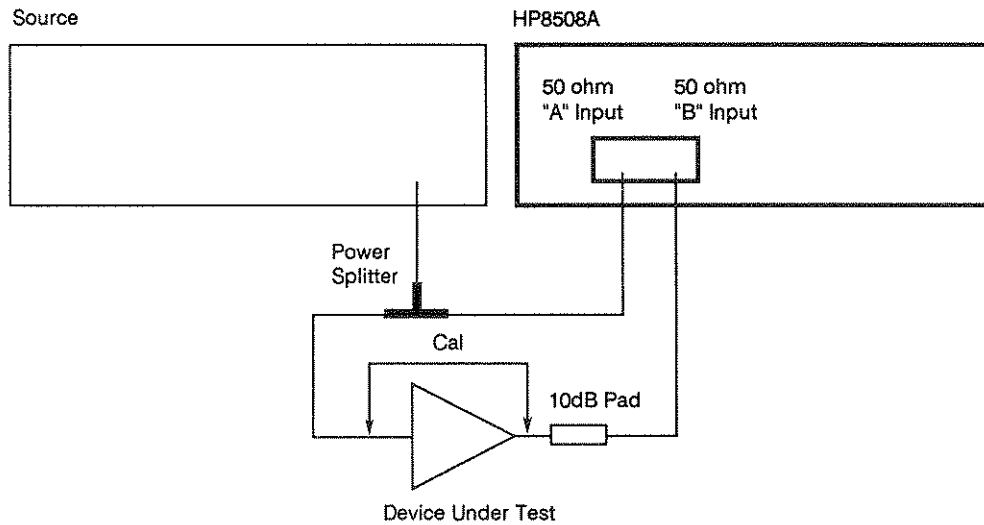 Source
HP8508A
50 ohm
"A" Input
50 ohm
"B" Input
Power
Splitter
Cal
10dB Pad
Device Under Test